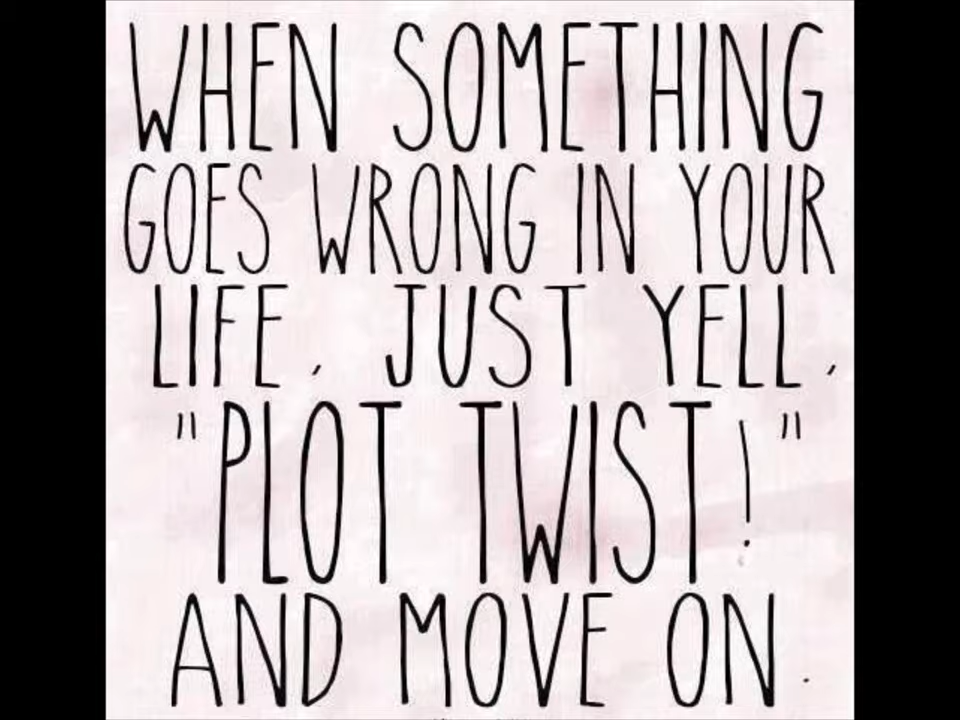 WHEN SOMETHING
GOES WRONG IN YOUR
LIFE, JUST YELL,
"PLOT TWIST!"
AND MOVE ON.